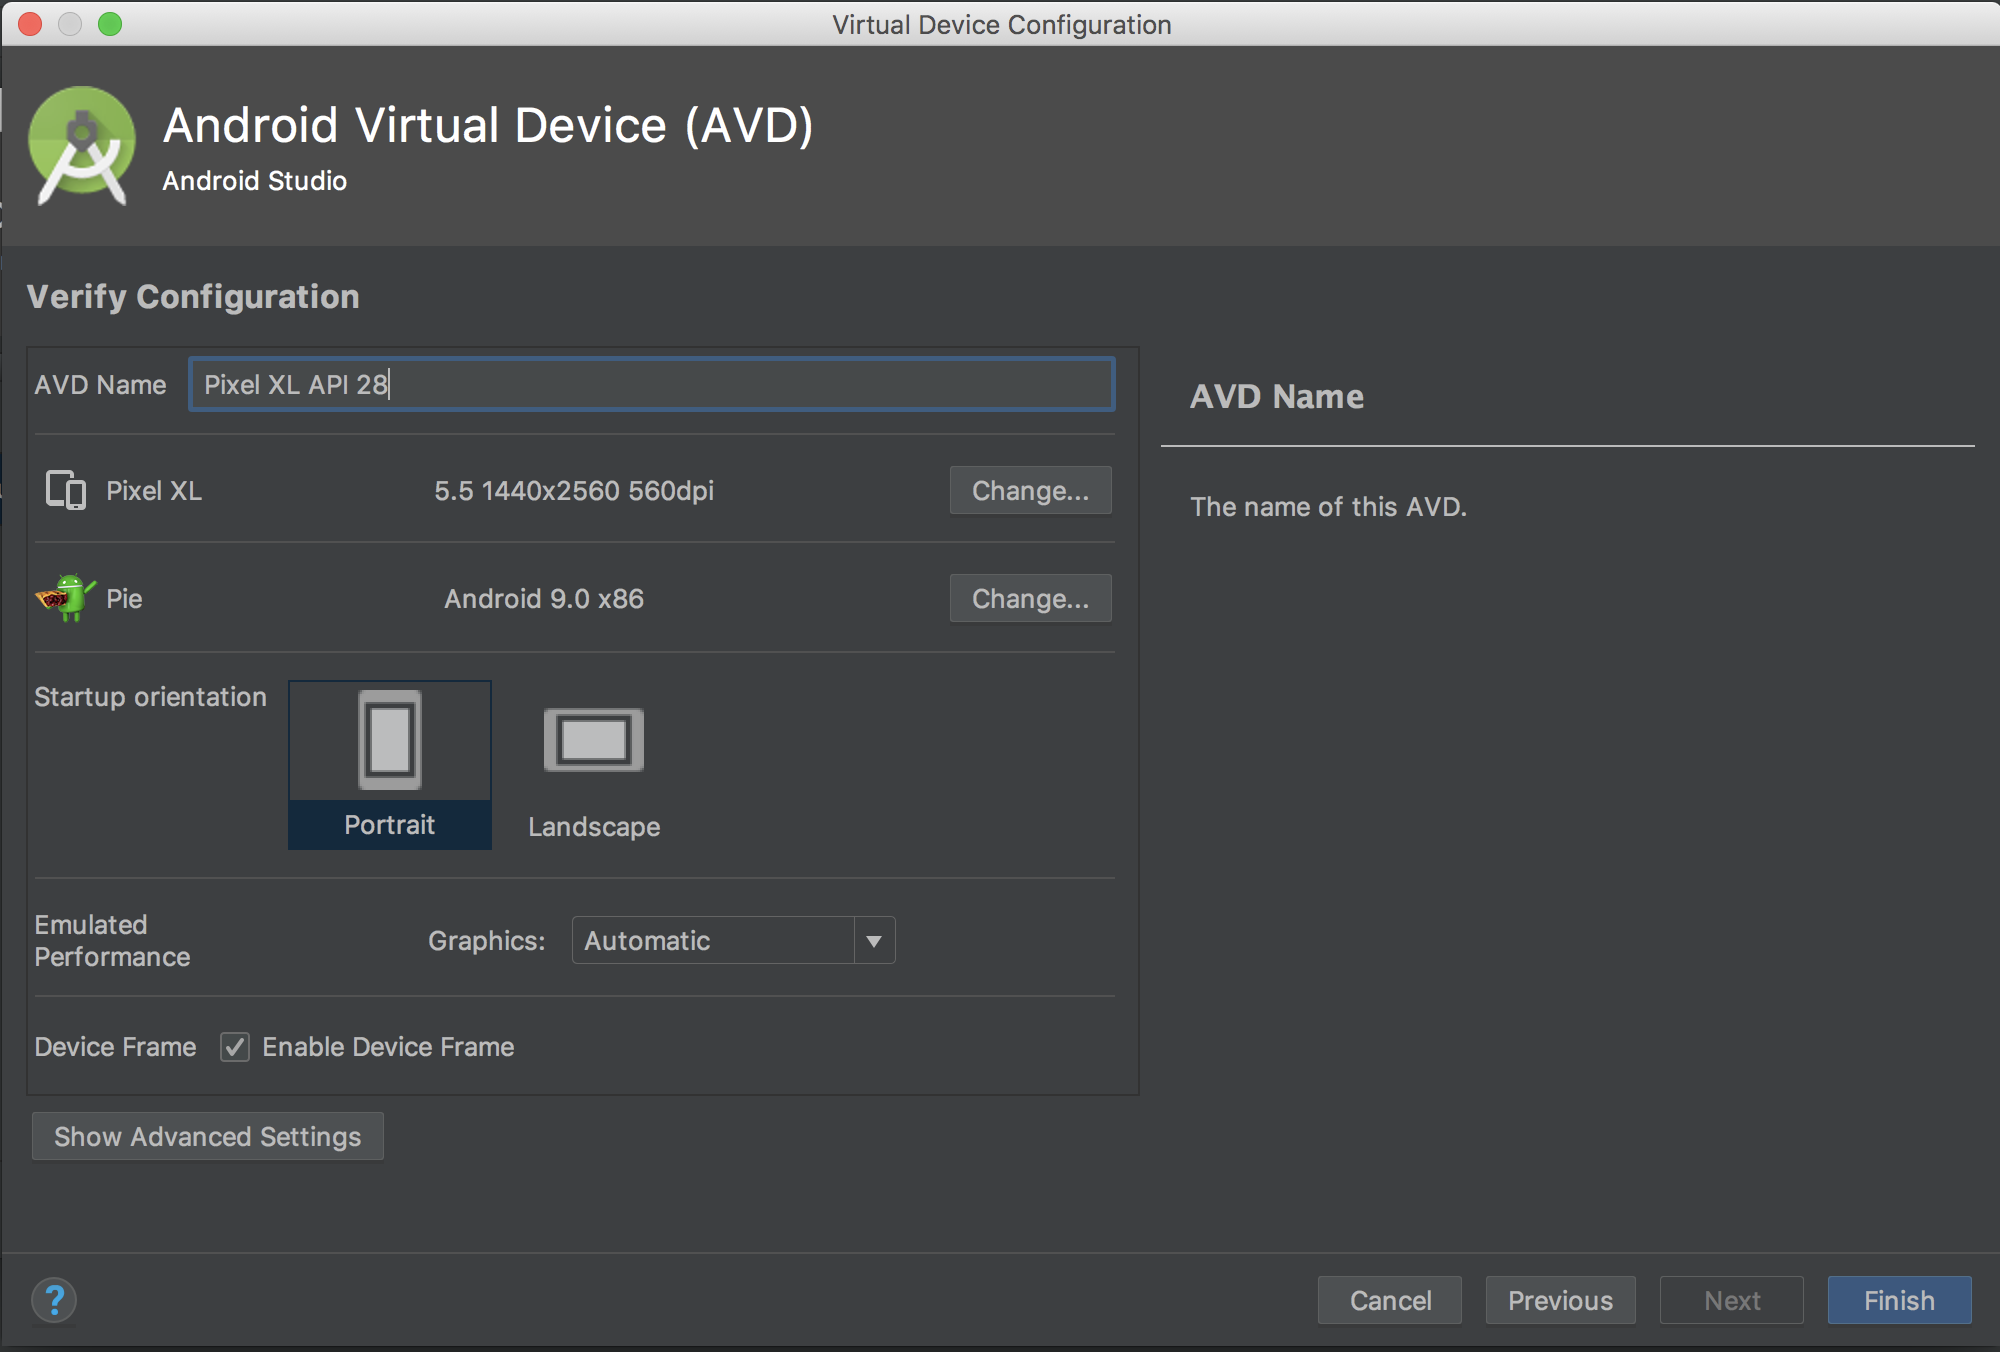 Virtual Device Configuration
Android Virtual Device (AVD)
Android Studio
Verify Configuration
AVD Name
Pixel XL API 28
Pixel XL
5.5 1440x2560 560dpi
Change...
Pie
Android 9.0 x86
Change...
Startup orientation
Portrait
Landscape
Emulated
Performance
Graphics:
Automatic
Device Frame
Enable Device Frame
Show Advanced Settings
AVD Name
The name of this AVD.
?
Cancel
Previous
Next
Finish